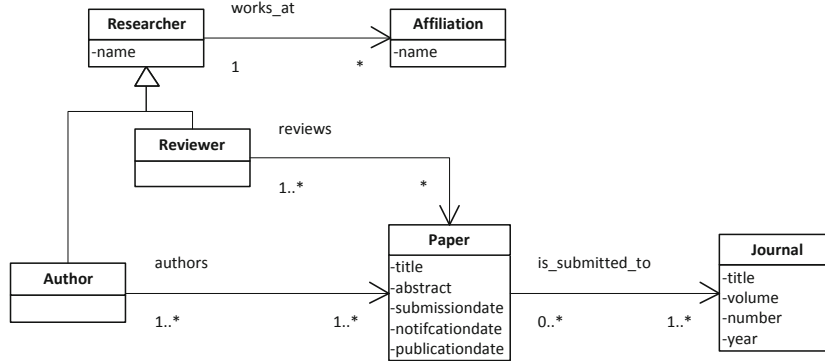 works_at
Researcher
-name
Affiliation
-name
1
*
Reviewer
reviews
1..*
*
Author
authors
1..*
1..*
Paper
-title
-abstract
-submissiondate
-notifcationdate
-publicationdate
is_submitted_to
0..*
1..*
Journal
-title
-volume
-number
-year